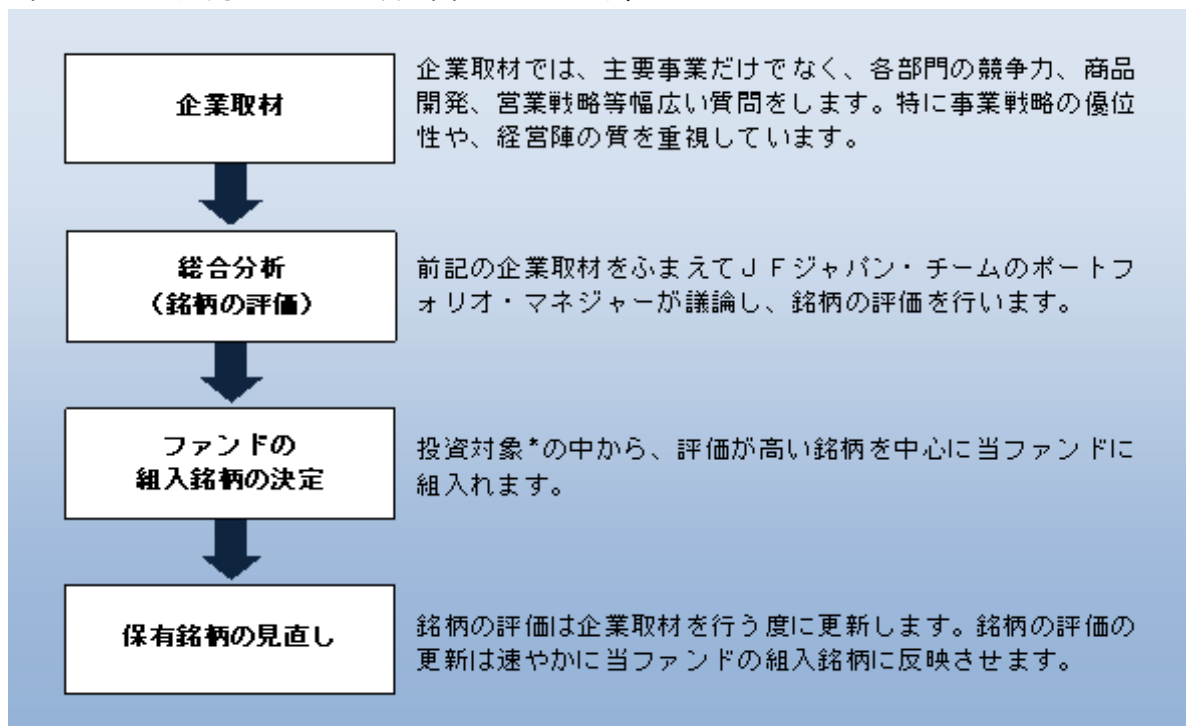 企業取材
企業取材では、主要事業だけでなく、各部門の競争力、商品
開発、営業戦略等幅広い質問をします。特に事業戦略の優位
性や、経営陣の質を重視しています。
総合分析
（銘柄の評価）
前記の企業取材をふまえてＪＦジャパン・チームのポートフ
ォリオ・マネジャーが議論し、銘柄の評価を行います。
ファンドの
組入銘柄の決定
投資対象*の中から、評価が高い銘柄を中心に当ファンドに
組入れます。
保有銘柄の見直し
銘柄の評価は企業取材を行う度に更新します。銘柄の評価の
更新は速やかに当ファンドの組入銘柄に反映させます。